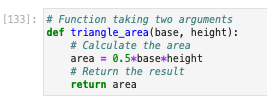 [133]: # Function taking two arguments
def triangle_area(base, height):
    # Calculate the area
    area = 0.5*base*height
    # Return the result
    return area